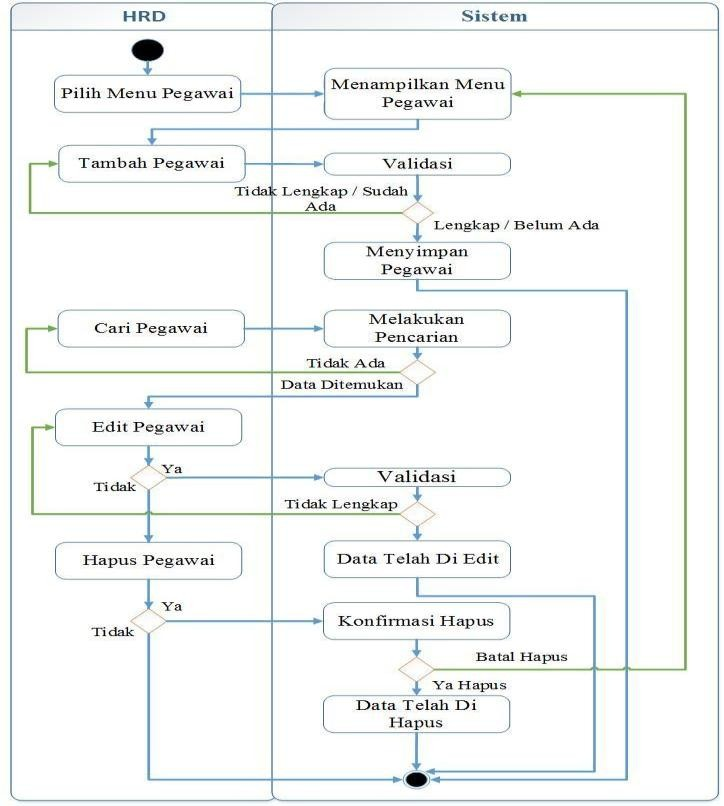 HRD
Sistem
Pilih Menu Pegawai
Menampilkan Menu
Pegawai
Tambah Pegawai
Validasi
Tidak Lengkap / Sudah
Ada
Lengkap / Belum Ada
Menyimpan
Pegawai
Cari Pegawai
Melakukan
Pencarian
Tidak Ada
Data Ditemukan
Edit Pegawai
Ya
Tidak
Validasi
Tidak Lengkap
Hapus Pegawai
Data Telah Di Edit
Ya
Tidak
Konfirmasi Hapus
Batal Hapus
Ya Hapus
Data Telah Di
Hapus